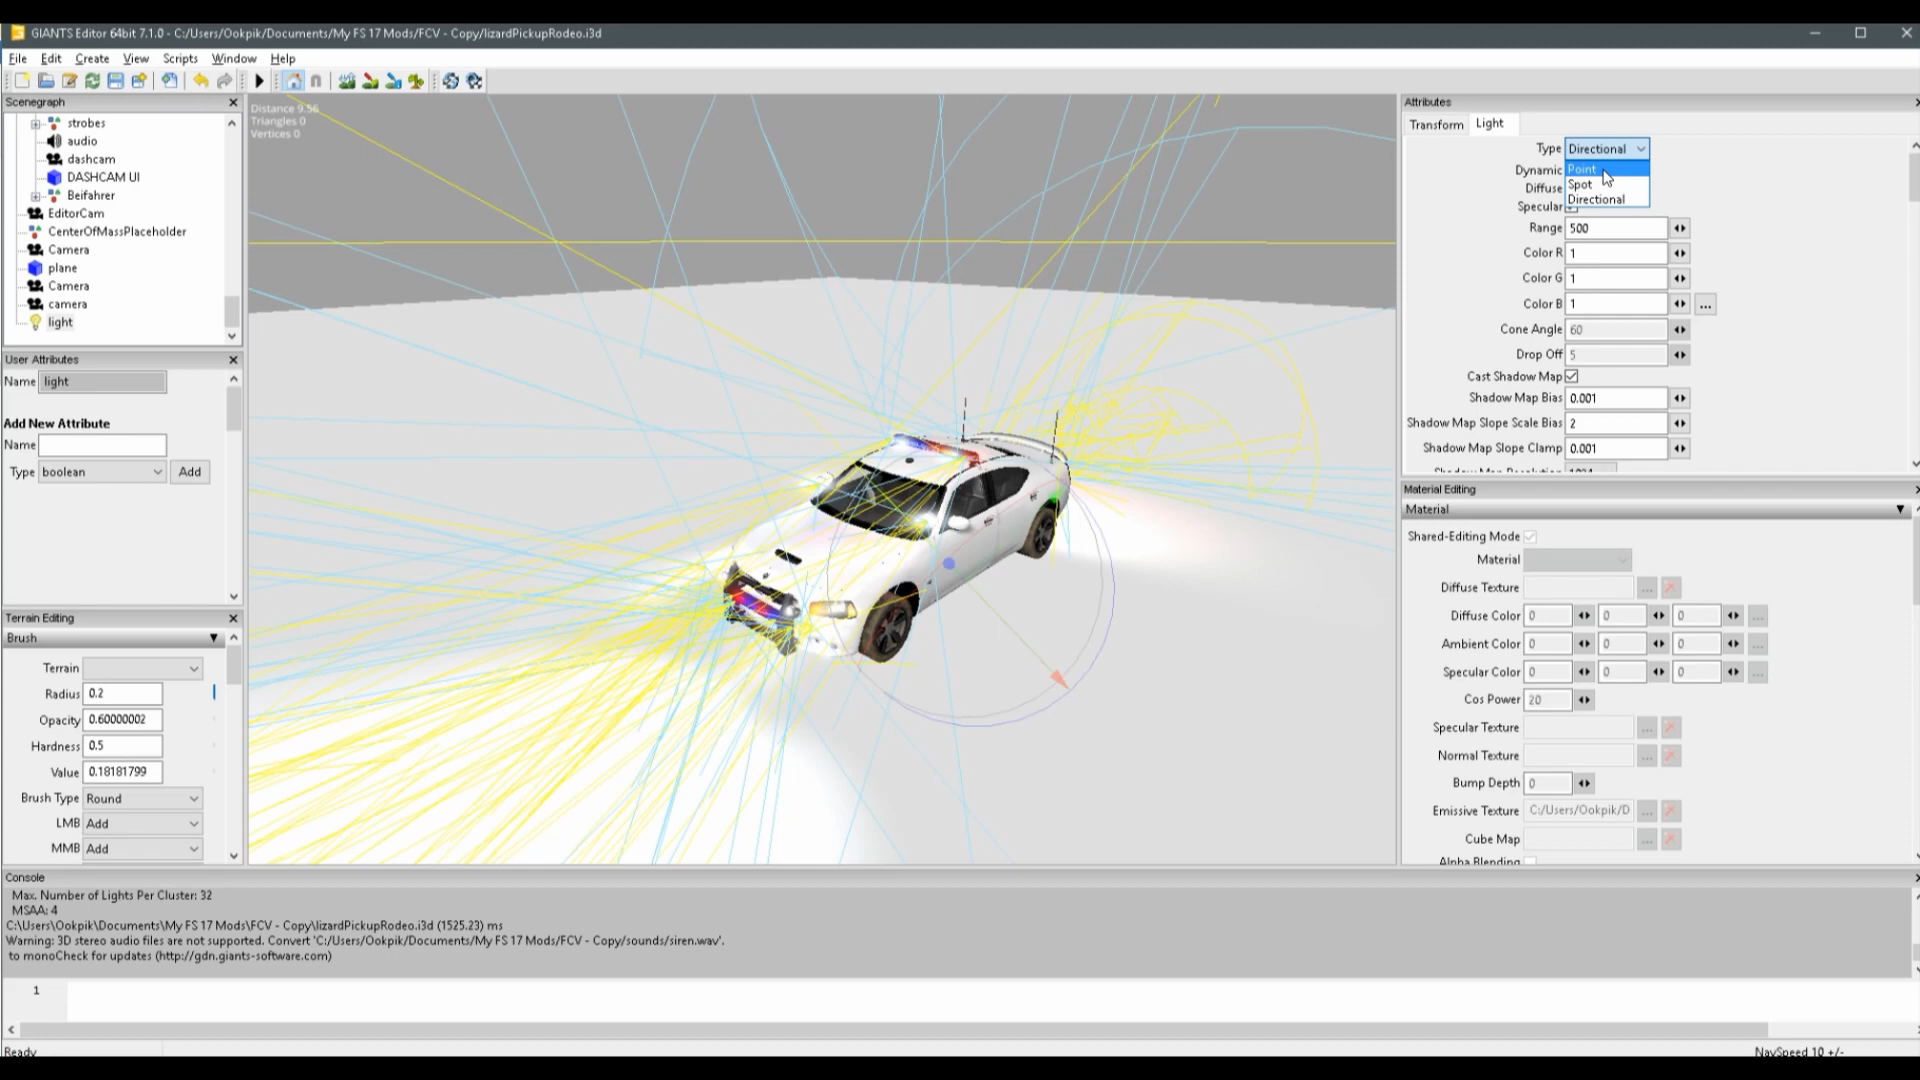 GIANTS Editor 64bit 7.1.0 - C:/Users/Ookpik/Documents/My FS 17 Mods/FCV - Copy/lizardPickupRodeo.i3d
File Edit Create View Scripts Window Help
Scenegraph
strobes
audio
dashcam
DASHCAM UI
Beifahrer
EditorCam
CenterOfMassPlaceholder
Camera
plane
Camera
camera
light
User Attributes
Name light
Add New Attribute
Name
Type boolean Add
Terrain Editing
Brush
Terrain
Radius 0.2
Opacity 0.60000002
Hardness 0.5
Value 0.18181799
Brush Type Round
LMB Add
MMB Add
Distance 9.56
Triangles 0
Vertices 0
Attributes
Transform Light
Type Directional
Point
Spot
Directional
Dynamic
Diffuse
Specular
Range 500
Color R 1
Color G 1
Color B 1 ...
Cone Angle 60
Drop Off 5
Cast Shadow Map
Shadow Map Bias 0.001
Shadow Map Slope Scale Bias 2
Shadow Map Slope Clamp 0.001
Shadow Map Resolution 1024
Material Editing
Material
Shared-Editing Mode
Material
Diffuse Texture ...
Diffuse Color 0 0 0 ...
Ambient Color 0 0 0 ...
Specular Color 0 0 0 ...
Cos Power 20
Specular Texture ...
Normal Texture ...
Bump Depth 0
Emissive Texture C:/Users/Ookpik/D ...
Cube Map ...
Alpha Blending
Console
Max. Number of Lights Per Cluster: 32
MSAA: 4
C:\Users\Ookpik\Documents\My FS 17 Mods\FCV - Copy\lizardPickupRodeo.i3d (1525.23) ms
Warning: 3D stereo audio files are not supported. Convert 'C:/Users/Ookpik/Documents/My FS 17 Mods/FCV - Copy/sounds/siren.wav'.
to monoCheck for updates (http://gdn.giants-software.com)
1
Ready
NavSpeed 10 +/-